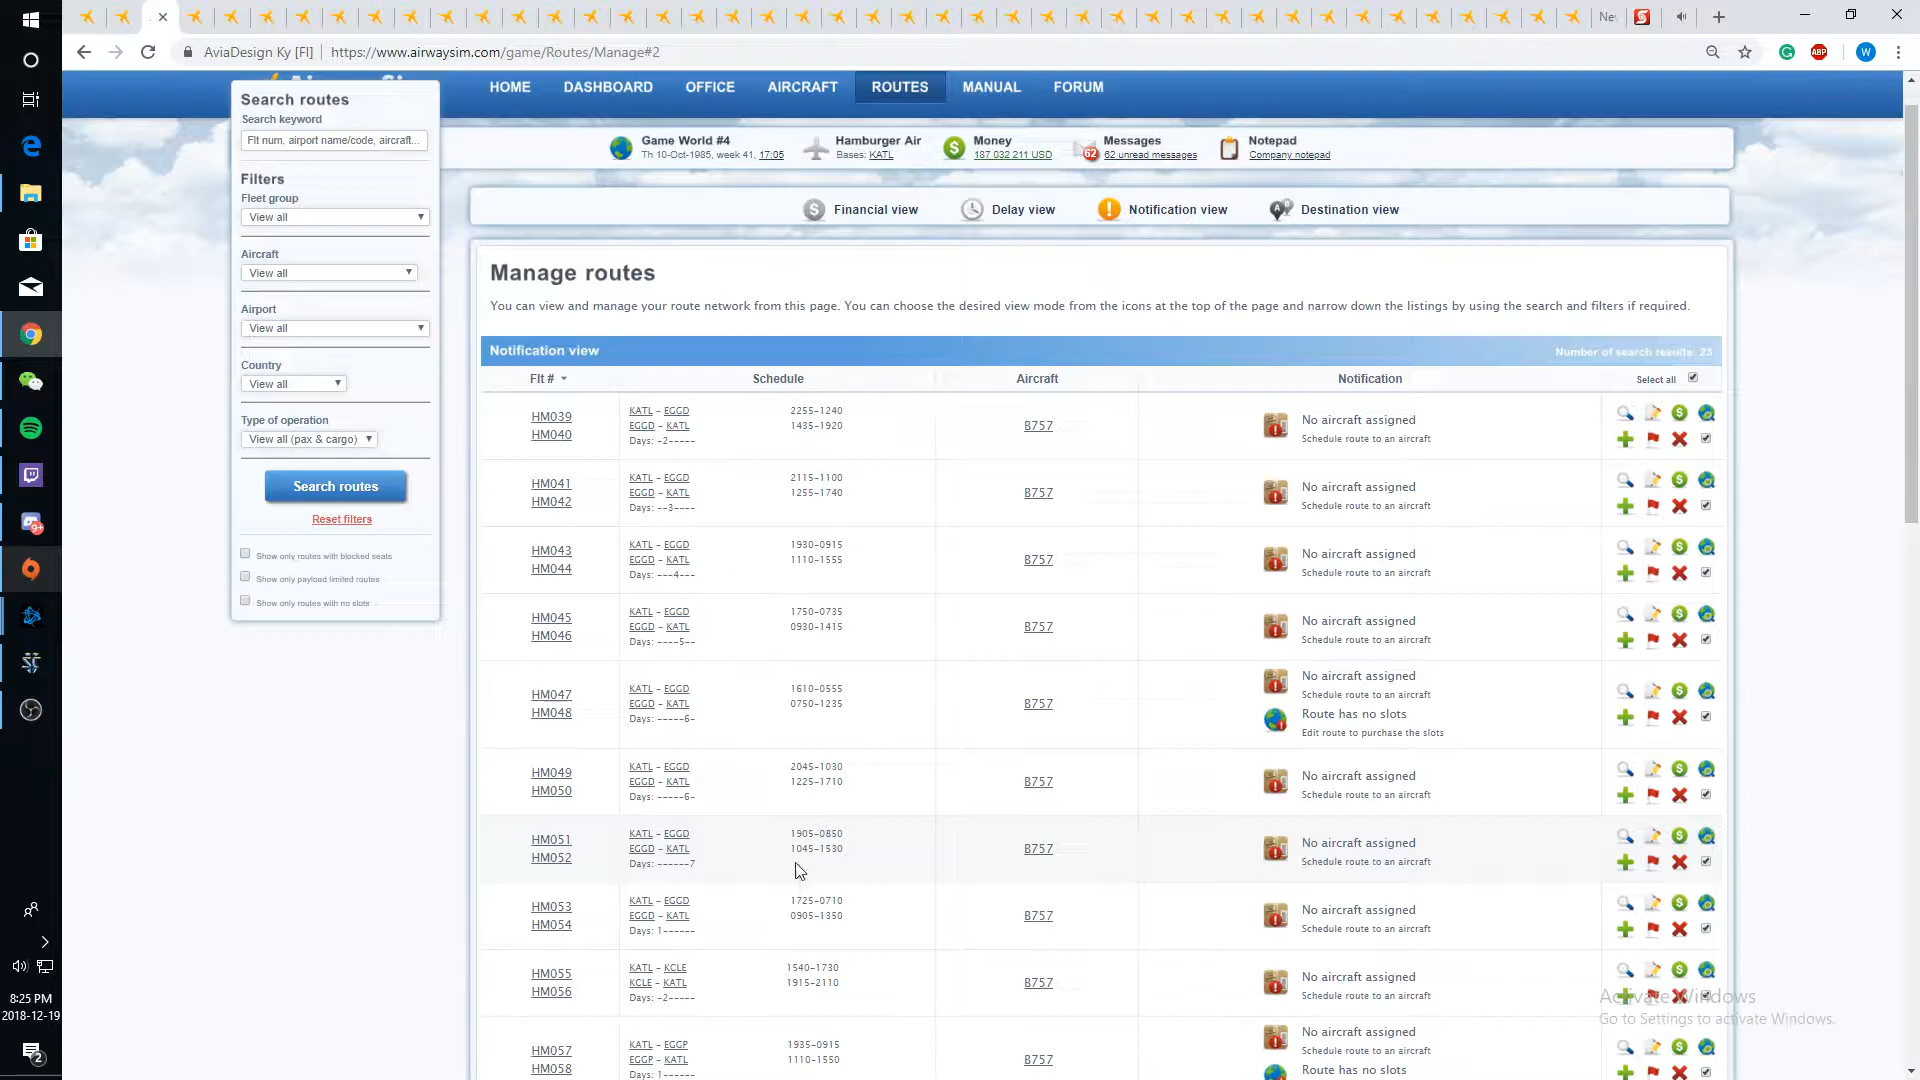 New
AviaDesign Ky [FI]
https://www.airwaysim.com/game/Routes/Manage#2
ABP
W
HOME
DASHBOARD
OFFICE
AIRCRAFT
ROUTES
MANUAL
FORUM
Search routes
Search keyword
Flt num, airport name/code, aircraft...
Filters
Fleet group
View all
Aircraft
View all
Airport
View all
Country
View all
Type of operation
View all (pax & cargo)
Search routes
Reset filters
Show only routes with blocked seats
Show only payload limited routes
Show only routes with no slots
Game World #4
Th 10-Oct-1985, week 41, 17:05
Hamburger Air
Bases: KATL
Money
187 032 211 USD
62
Messages
62 unread messages
Notepad
Company notepad
Financial view
Delay view
Notification view
Destination view
Manage routes
You can view and manage your route network from this page. You can choose the desired view mode from the icons at the top of the page and narrow down the listings by using the search and filters if required.
Notification view
Number of search results: 23
Flt #
Schedule
Aircraft
Notification
Select all
HM039
HM040
KATL - EGGD 2255-1240
EGGD - KATL 1435-1920
Days: -2-----
B757
No aircraft assigned
Schedule route to an aircraft
HM041
HM042
KATL - EGGD 2115-1100
EGGD - KATL 1255-1740
Days: --3----
B757
No aircraft assigned
Schedule route to an aircraft
HM043
HM044
KATL - EGGD 1930-0915
EGGD - KATL 1110-1555
Days: ---4---
B757
No aircraft assigned
Schedule route to an aircraft
HM045
HM046
KATL - EGGD 1750-0735
EGGD - KATL 0930-1415
Days: ----5--
B757
No aircraft assigned
Schedule route to an aircraft
HM047
HM048
KATL - EGGD 1610-0555
EGGD - KATL 0750-1235
Days: -----6-
B757
No aircraft assigned
Schedule route to an aircraft
Route has no slots
Edit route to purchase the slots
HM049
HM050
KATL - EGGD 2045-1030
EGGD - KATL 1225-1710
Days: -----6-
B757
No aircraft assigned
Schedule route to an aircraft
HM051
HM052
KATL - EGGD 1905-0850
EGGD - KATL 1045-1530
Days: ------7
B757
No aircraft assigned
Schedule route to an aircraft
HM053
HM054
KATL - EGGD 1725-0710
EGGD - KATL 0905-1350
Days: 1------
B757
No aircraft assigned
Schedule route to an aircraft
HM055
HM056
KATL - KCLE 1540-1730
KCLE - KATL 1915-2110
Days: -2-----
B757
No aircraft assigned
Schedule route to an aircraft
HM057
HM058
KATL - EGGP 1935-0915
EGGP - KATL 1110-1550
Days: 1------
B757
No aircraft assigned
Schedule route to an aircraft
Route has no slots
Activate Windows
Go to Settings to activate Windows.
9+
8:25 PM
2018-12-19
2